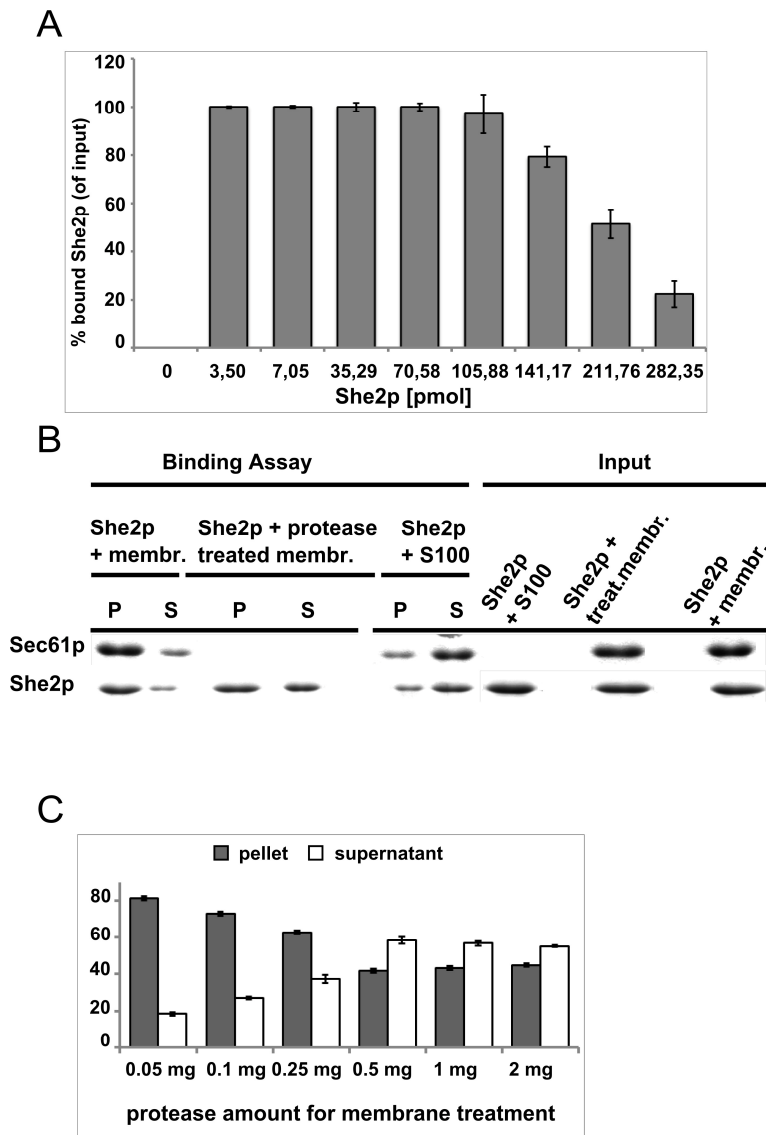 A
% bound She2p (of input)
120
100
80
60
40
20
0
0 3,50 7,05 35,29 70,58 105,88 141,17 211,76 282,35
She2p [pmol]
B
Binding Assay Input
She2p + membr.
She2p + protease treated membr.
She2p + S100
She2p + S100
She2p + treat.membr.
She2p + membr.
P S P S P S
Sec61p
She2p
C
pellet supernatant
80
60
40
20
0
0.05 mg 0.1 mg 0.25 mg 0.5 mg 1 mg 2 mg
protease amount for membrane treatment